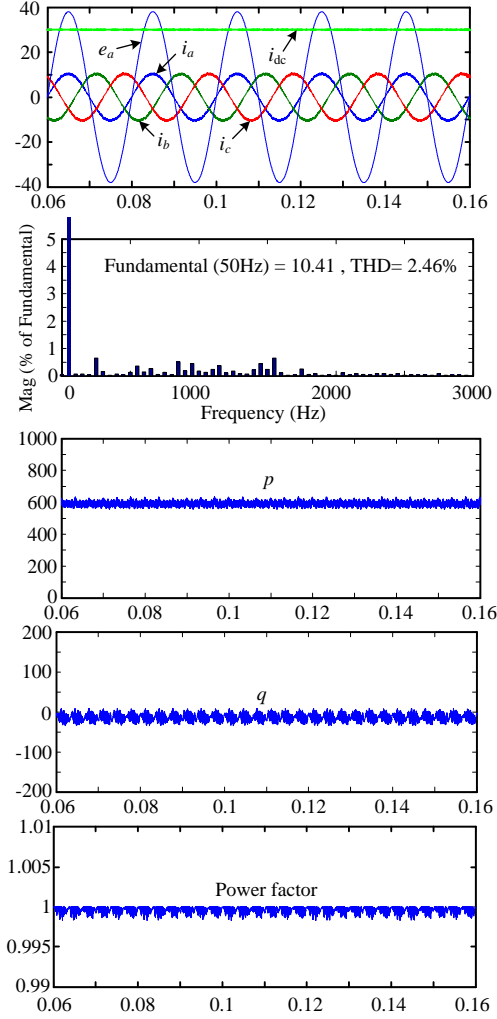 40
20
0
-20
-40
e_a
i_a
i_dc
i_b
i_c
0.06 0.08 0.1 0.12 0.14 0.16
Mag (% of Fundamental)
5
4
3
2
1
0
Fundamental (50Hz) = 10.41 , THD= 2.46%
0 1000 2000 3000
Frequency (Hz)
1000
800
600
400
200
0
p
0.06 0.08 0.1 0.12 0.14 0.16
200
100
0
-100
-200
q
0.06 0.08 0.1 0.12 0.14 0.16
1.01
1.005
1
0.995
0.99
Power factor
0.06 0.08 0.1 0.12 0.14 0.16